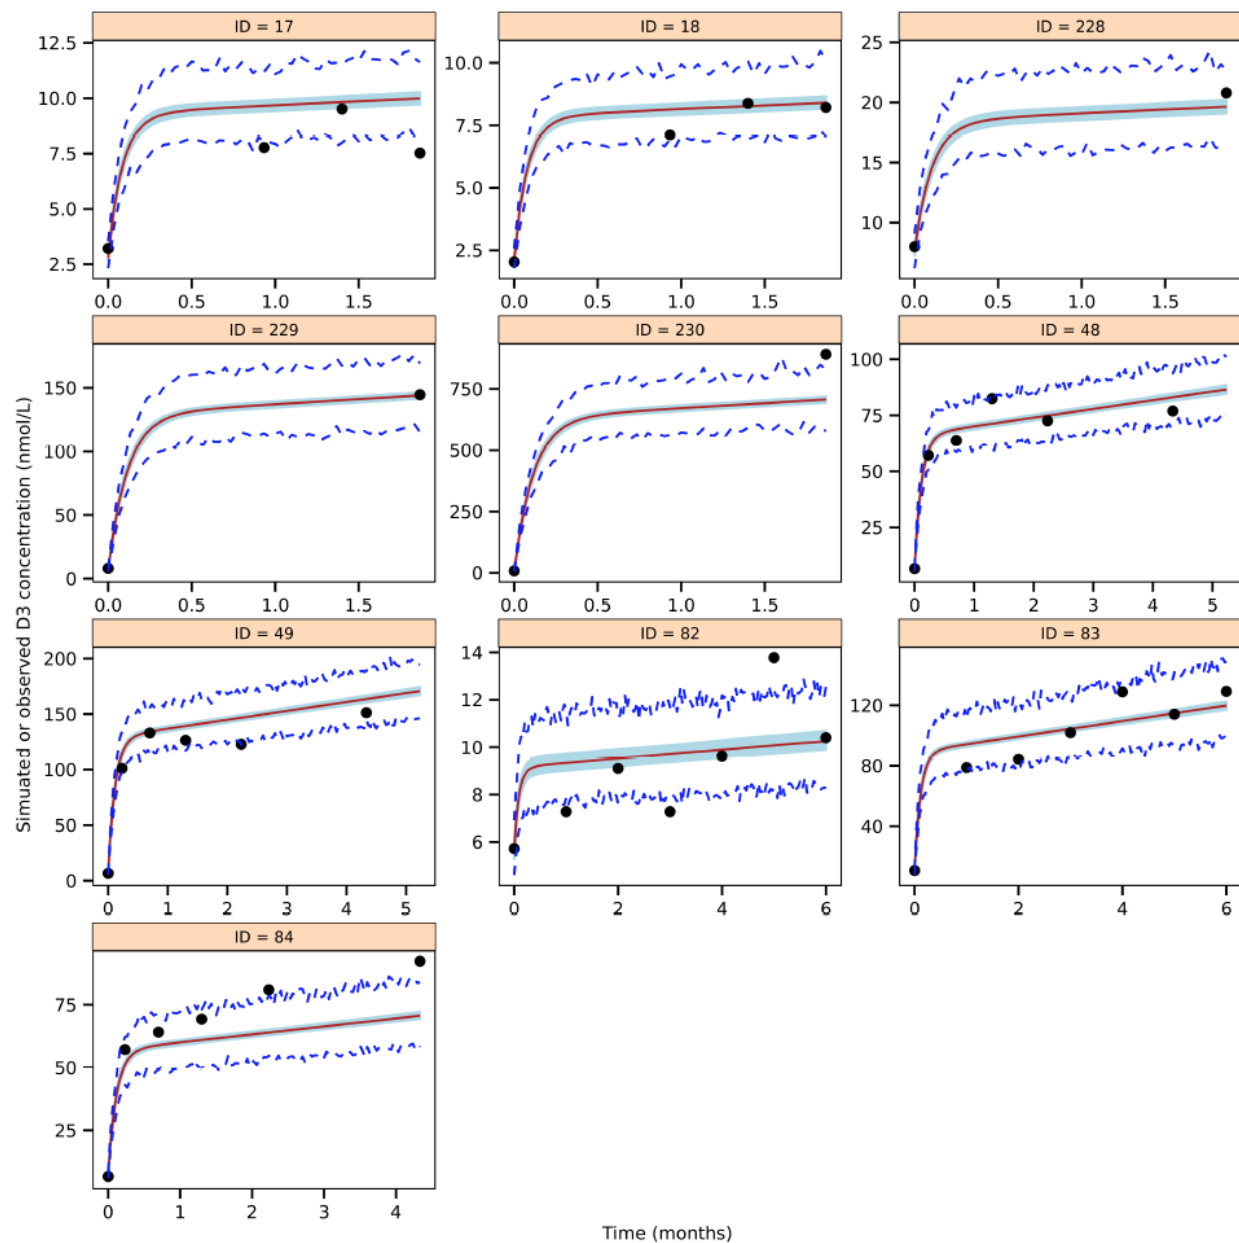 ID = 17
ID = 18
ID = 228
12.5
10.0
7.5
5.0
2.5
10.0
7.5
5.0
2.5
25
20
15
10
0.0 0.5 1.0 1.5
0.0 0.5 1.0 1.5
0.0 0.5 1.0 1.5
ID = 229
ID = 230
ID = 48
150
100
50
0
750
500
250
0
100
75
50
25
0.0 0.5 1.0 1.5
0.0 0.5 1.0 1.5
0 1 2 3 4 5
ID = 49
ID = 82
ID = 83
200
150
100
50
0
14
12
10
8
6
120
80
40
0 1 2 3 4 5
0 2 4 6
0 2 4 6
ID = 84
75
50
25
0 1 2 3 4
Simuated or observed D3 concentration (nmol/L)
Time (months)